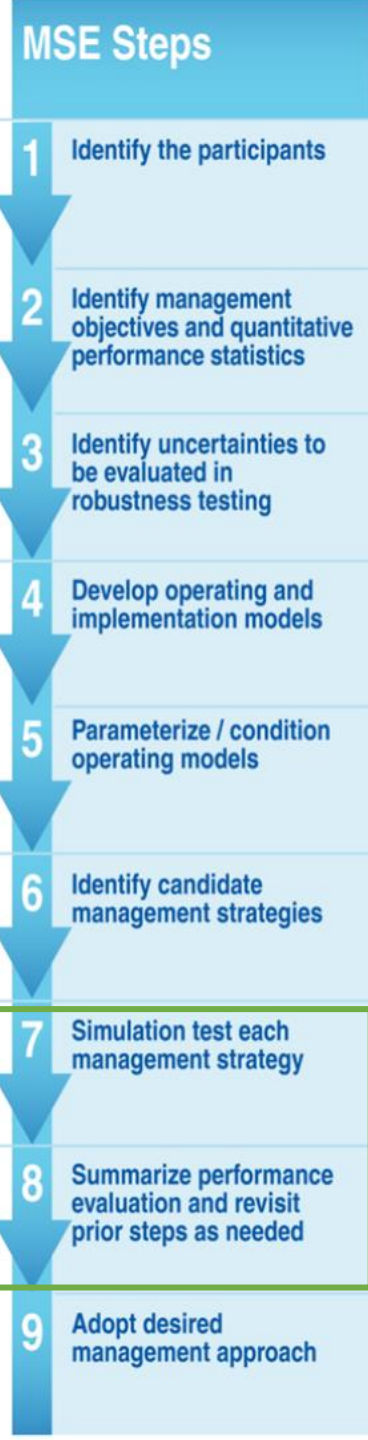 MSE Steps
1
Identify the participants
2
Identify management
objectives and quantitative
performance statistics
3
Identify uncertainties to
be evaluated in
robustness testing
4
Develop operating and
implementation models
5
Parameterize / condition
operating models
6
Identify candidate
management strategies
7
Simulation test each
management strategy
8
Summarize performance
evaluation and revisit
prior steps as needed
9
Adopt desired
management approach